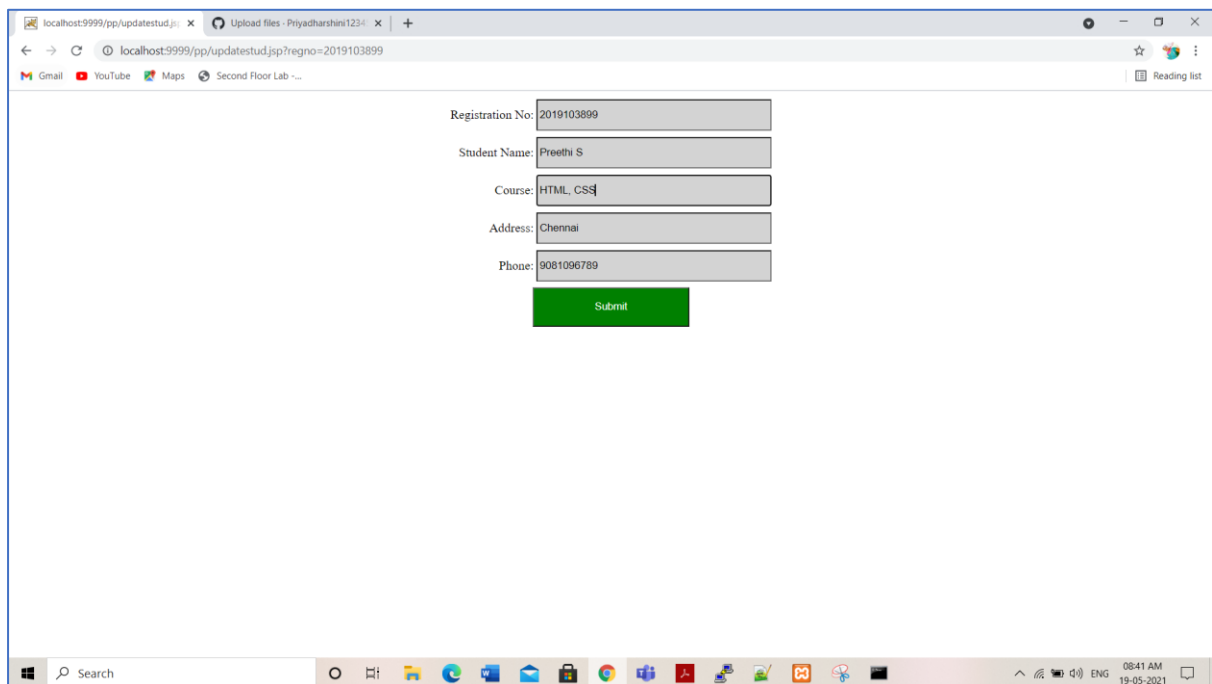 localhost:9999/pp/updatestud.js
Upload files - Priyadharshini1234
localhost:9999/pp/updatestud.jsp?regno=2019103899
Gmail YouTube Maps Second Floor Lab -... Reading list
Registration No: 2019103899
Student Name: Preethi S
Course: HTML, CSS
Address: Chennai
Phone: 9081096789
Submit
Search ENG 08:41 AM
19-05-2021